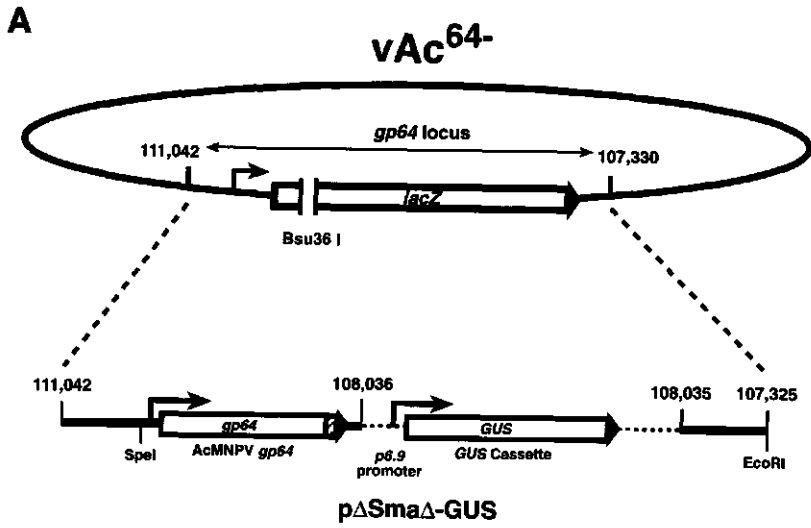 A
vAc64-
gp64 locus
111,042
107,330
lacZ
Bsu36 I
111,042
108,036
108,035
107,325
gp64
GUS
SpeI
AcMNPV gp64
p6.9
promoter
GUS Cassette
EcoRI
pΔSmaΔ-GUS